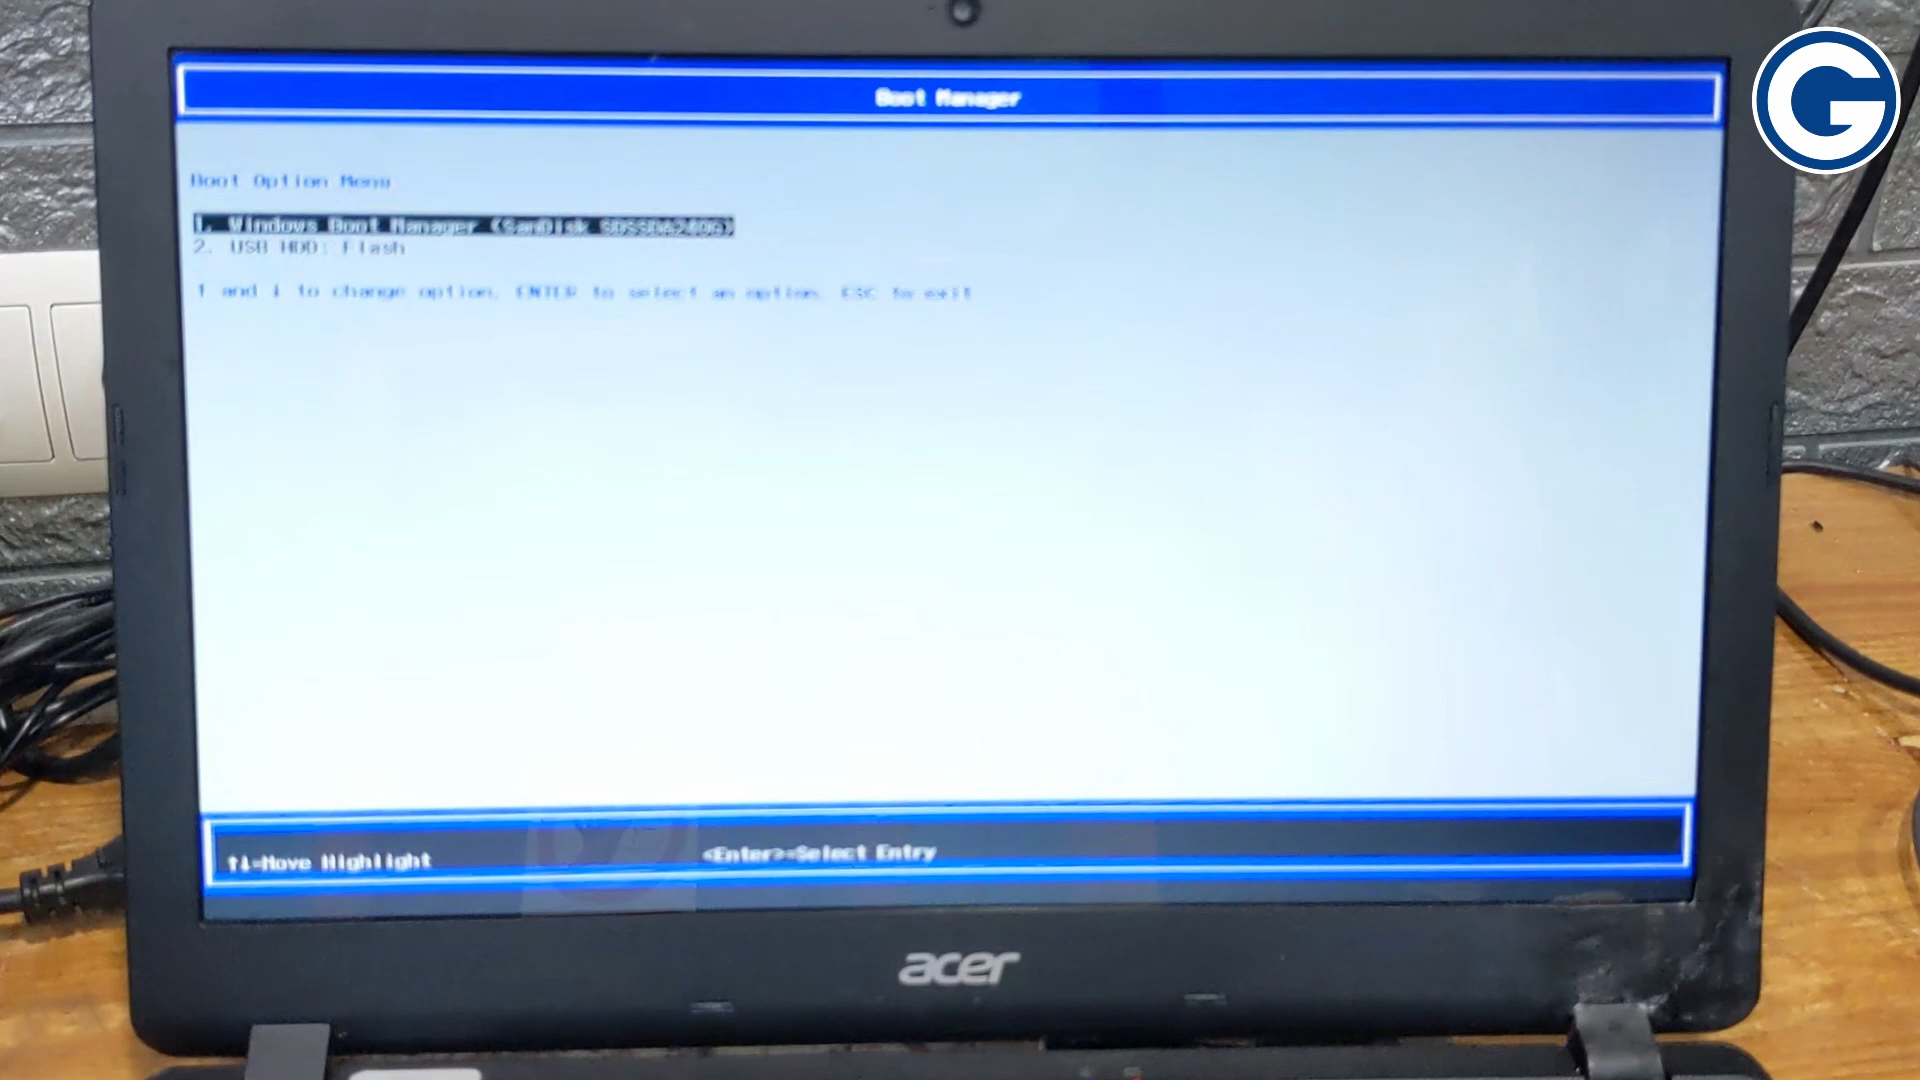 G
Boot Manager
Boot Option Menu
1. Windows Boot Manager (SanDisk SDSSDA240G)
2. USB HDD: Flash
↑ and ↓ to change option, ENTER to select an option, ESC to exit
↑↓=Move Highlight
<Enter>=Select Entry
acer